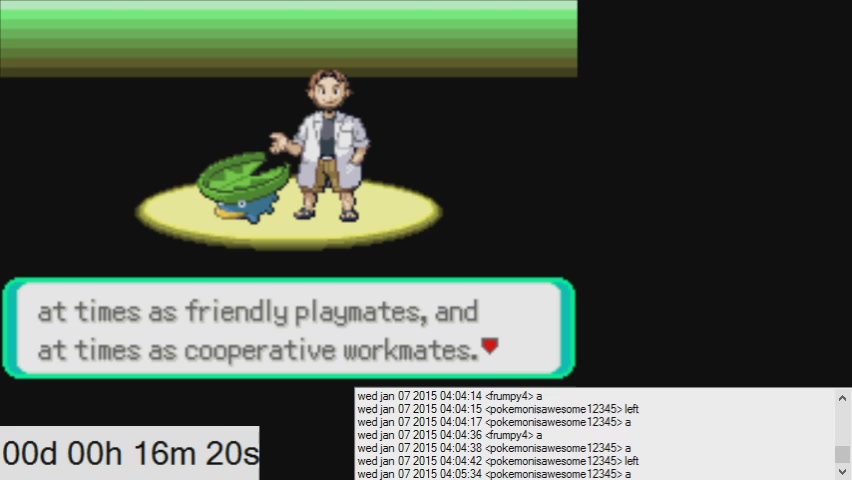 at times as friendly playmates, and
at times as cooperative workmates.
wed jan 07 2015 04:04:14 <frumpy4> a
wed jan 07 2015 04:04:15 <pokemonisawesome12345> left
wed jan 07 2015 04:04:17 <pokemonisawesome12345> a
wed jan 07 2015 04:04:36 <frumpy4> a
wed jan 07 2015 04:04:38 <pokemonisawesome12345> a
wed jan 07 2015 04:04:42 <pokemonisawesome12345> left
wed jan 07 2015 04:05:34 <pokemonisawesome12345> a
00d 00h 16m 20s